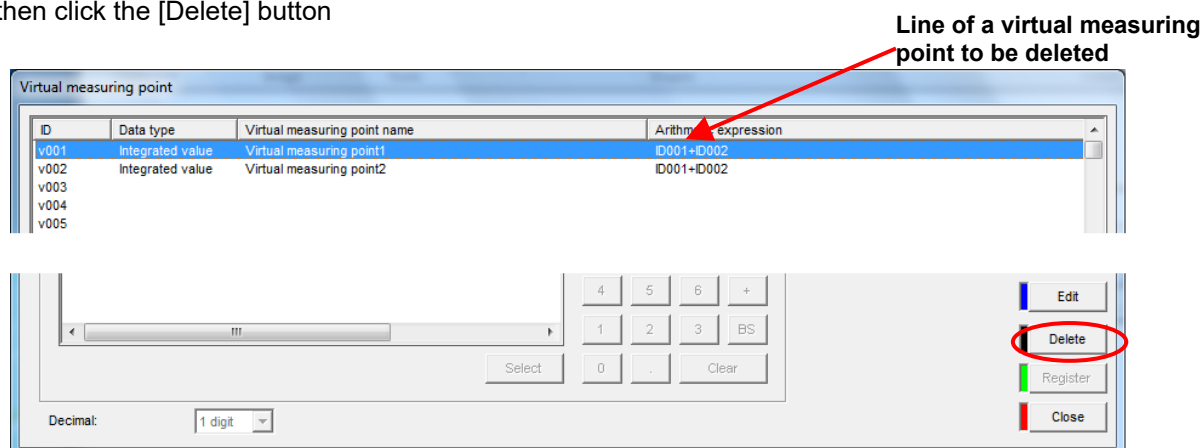 then click the [Delete] button
Line of a virtual measuring
point to be deleted
Virtual measuring point
ID Data type Virtual measuring point name Arithmetic expression
v001 Integrated value Virtual measuring point1 ID001+ID002
v002 Integrated value Virtual measuring point2 ID001+ID002
v003
v004
v005
4 5 6 + Edit
1 2 3 BS Delete
Select 0 . Clear Register
Decimal: 1 digit Close